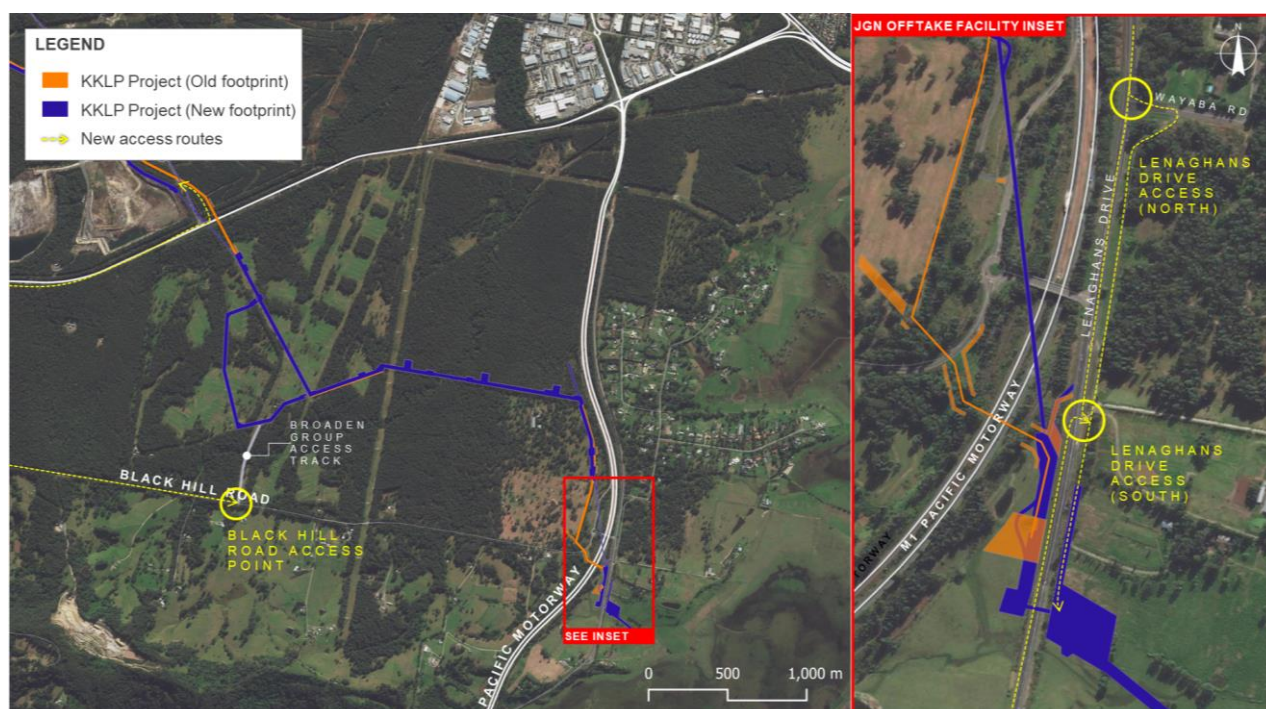 LEGEND
KKLP Project (Old footprint)
KKLP Project (New footprint)
New access routes
BROADEN
GROUP
ACCESS
TRACK
BLACK HILL ROAD
BLACK HILL
ROAD ACCESS
POINT
PACIFIC MOTORWAY
SEE INSET
0 500 1,000 m
JGN OFFTAKE FACILITY INSET
N
WAYABA RD
LENAGHANS
DRIVE
ACCESS
(NORTH)
LENAGHANS DRIVE
LENAGHANS
DRIVE
ACCESS
(SOUTH)
M1 PACIFIC MOTORWAY
TORWAY